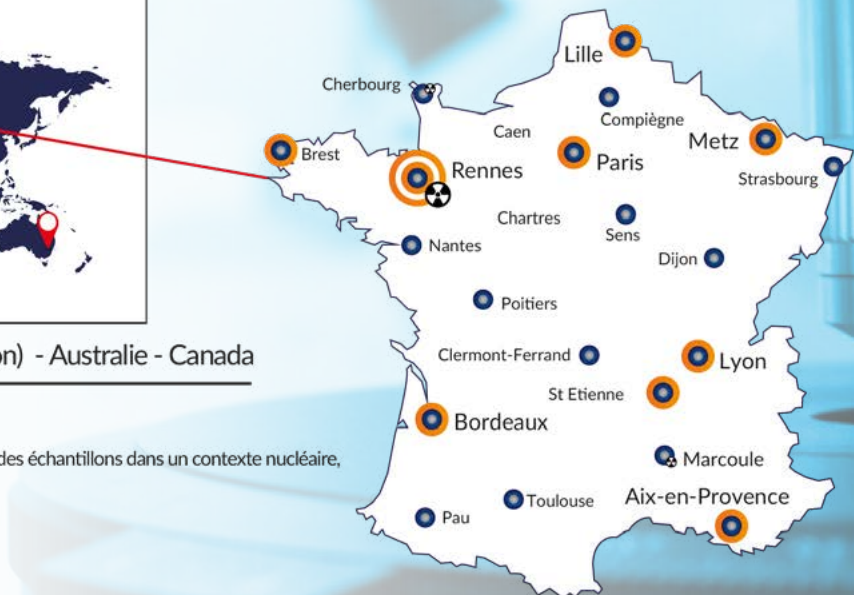 Lille
Cherbourg
Compiègne
Caen
Metz
Brest
Paris
Rennes
Strasbourg
Chartres
Sens
Nantes
Dijon
Poitiers
on) - Australie - Canada
Clermont-Ferrand
Lyon
St Etienne
Bordeaux
des échantillons dans un contexte nucléaire,
Marcoule
Aix-en-Provence
Toulouse
Pau